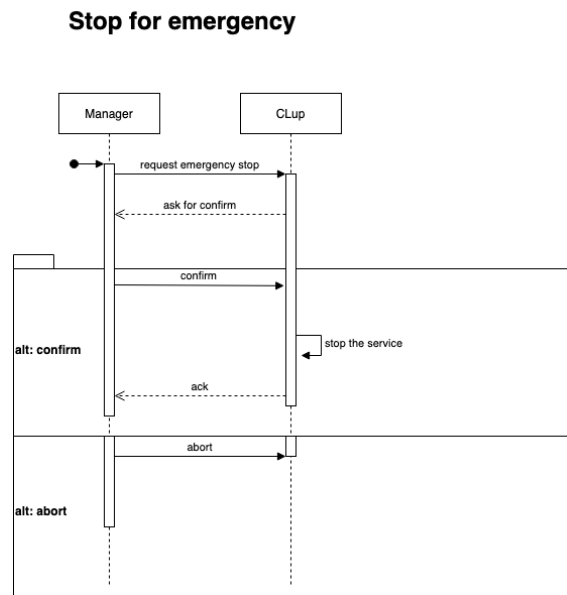 Stop for emergency
Manager
CLup
request emergency stop
ask for confirm
confirm
alt: confirm
stop the service
ack
abort
alt: abort